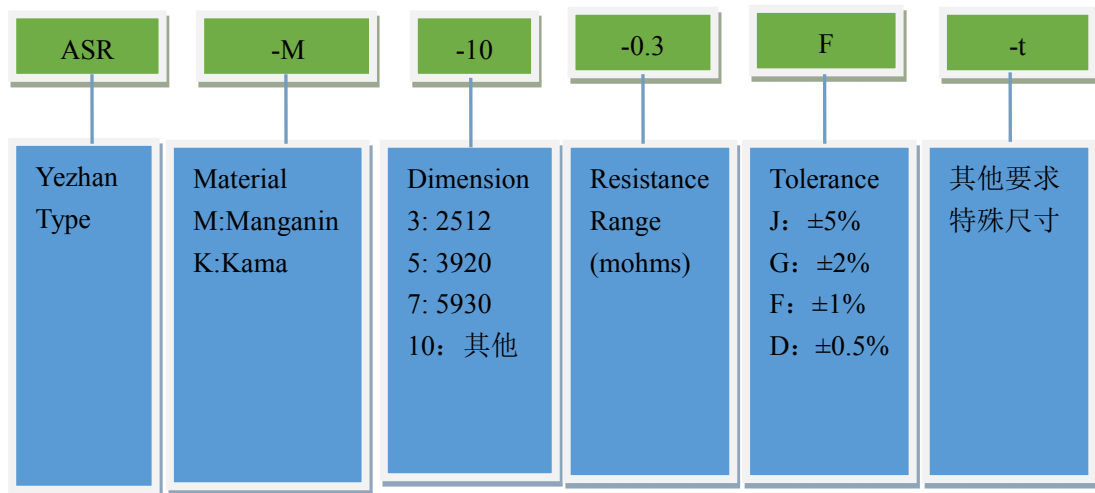 ASR
-M
-10
-0.3
F
-t
Yezhan
Type
Material
M:Manganin
K:Kama
Dimension
3: 2512
5: 3920
7: 5930
10：其他
Resistance
Range
(mohms)
Tolerance
J：±5%
G：±2%
F：±1%
D：±0.5%
其他要求
特殊尺寸